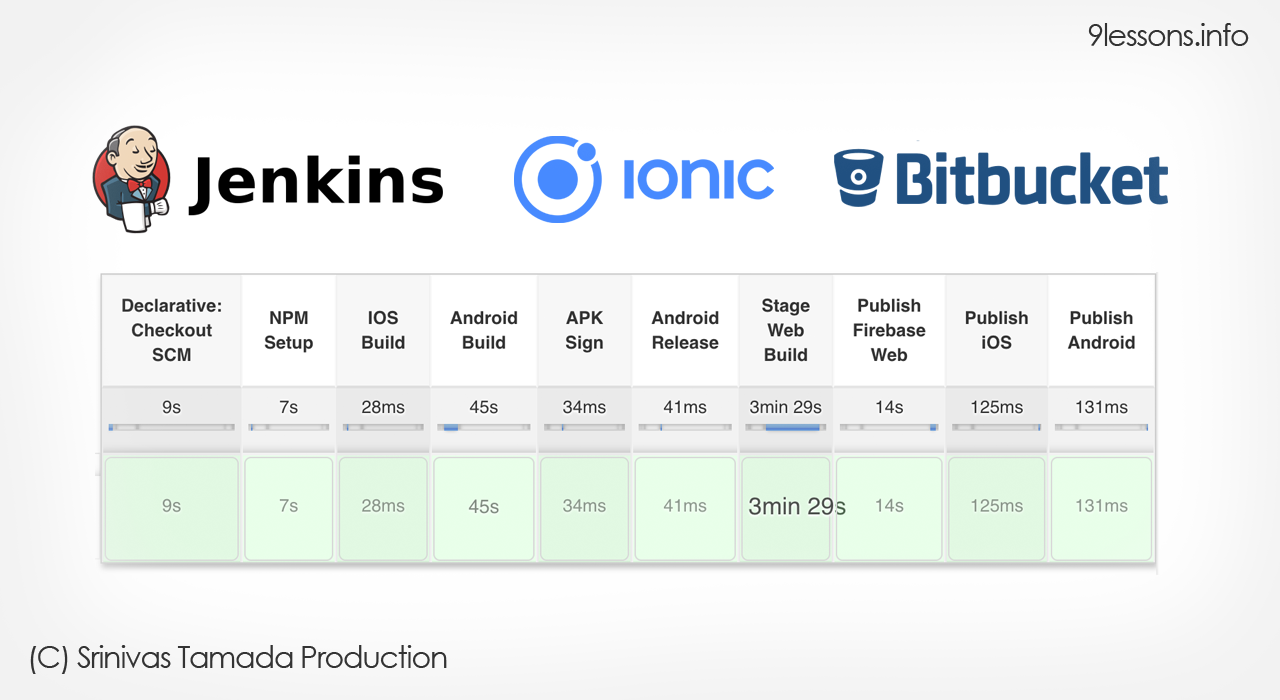 9lessons.info
Jenkins
IONIC
Bitbucket
Declarative:
Checkout
SCM
NPM
Setup
IOS
Build
Android
Build
APK
Sign
Android
Release
Stage
Web
Build
Publish
Firebase
Web
Publish
iOS
Publish
Android
9s 7s 28ms 45s 34ms 41ms 3min 29s 14s 125ms 131ms
9s 7s 28ms 45s 34ms 41ms 3min 29s 14s 125ms 131ms
(C) Srinivas Tamada Production